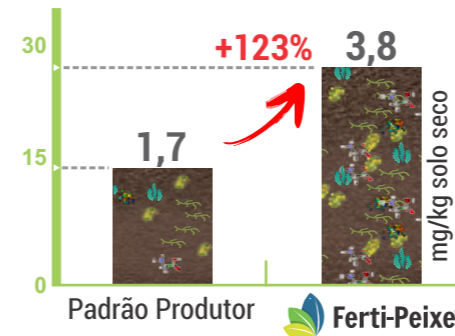 30
+123%
3,8
1,7
15
mg/kg solo seco
0
Padrão Produtor
Ferti-Peixe